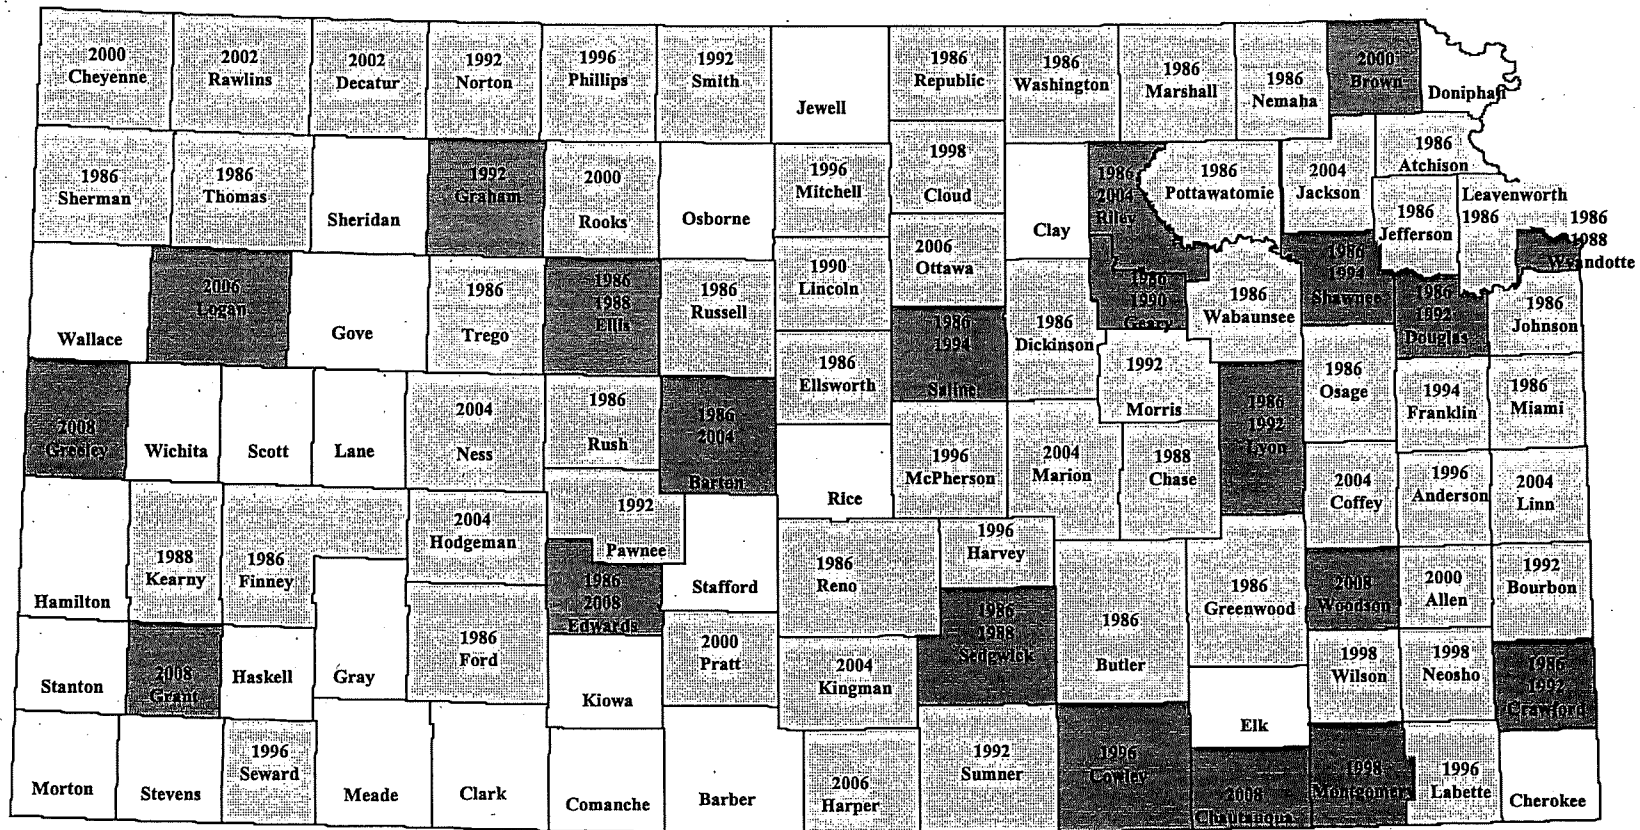 2000
Cheyenne
2002
Rawlins
2002
Decatur
1992
Norton
1996
Phillips
1992
Smith
Jewell
1986
Republic
1986
Washington
1986
Marshall
1986
Nemaha
2000
Brown
Doniphan
1986
Sherman
1986
Thomas
Sheridan
1992
Graham
2000
Rooks
Osborne
1996
Mitchell
1998
Cloud
Clay
1986
2004
Riley
1986
Pottawatomie
2004
Jackson
1986
Atchison
1986
Jefferson
Leavenworth
1986
1986
1988
Wyandotte
Wallace
2006
Logan
Gove
1986
Trego
1986
1988
Ellis
1986
Russell
1990
Lincoln
2006
Ottawa
1986
Ellsworth
1986
1994
Saline
1986
Dickinson
1986
1990
Geary
1986
Wabaunsee
1986
1994
Shawnee
1986
1992
Douglas
1986
Johnson
1992
Morris
1986
Osage
1994
Franklin
1986
Miami
2008
Greeley
Wichita
Scott
Lane
2004
Ness
1986
Rush
1986
2004
Barton
Rice
1996
McPherson
2004
Marion
1988
Chase
1986
1992
Lyon
2004
Coffey
1996
Anderson
2004
Linn
Hamilton
1988
Kearny
1986
Finney
2004
Hodgeman
1992
Pawnee
Stafford
1986
Reno
1996
Harvey
1986
Butler
1986
Greenwood
2008
Woodson
2000
Allen
1992
Bourbon
Stanton
2008
Grant
Haskell
Gray
1986
Ford
1986
2008
Edwards
Kiowa
2000
Pratt
2004
Kingman
1986
1988
Sedgwick
Elk
1998
Wilson
1998
Neosho
1986
1992
Crawford
Morton
Stevens
1996
Seward
Meade
Clark
Comanche
Barber
2006
Harper
1992
Sumner
1996
Cowley
2008
Chautauqua
1998
Montgomery
1996
Labette
Cherokee